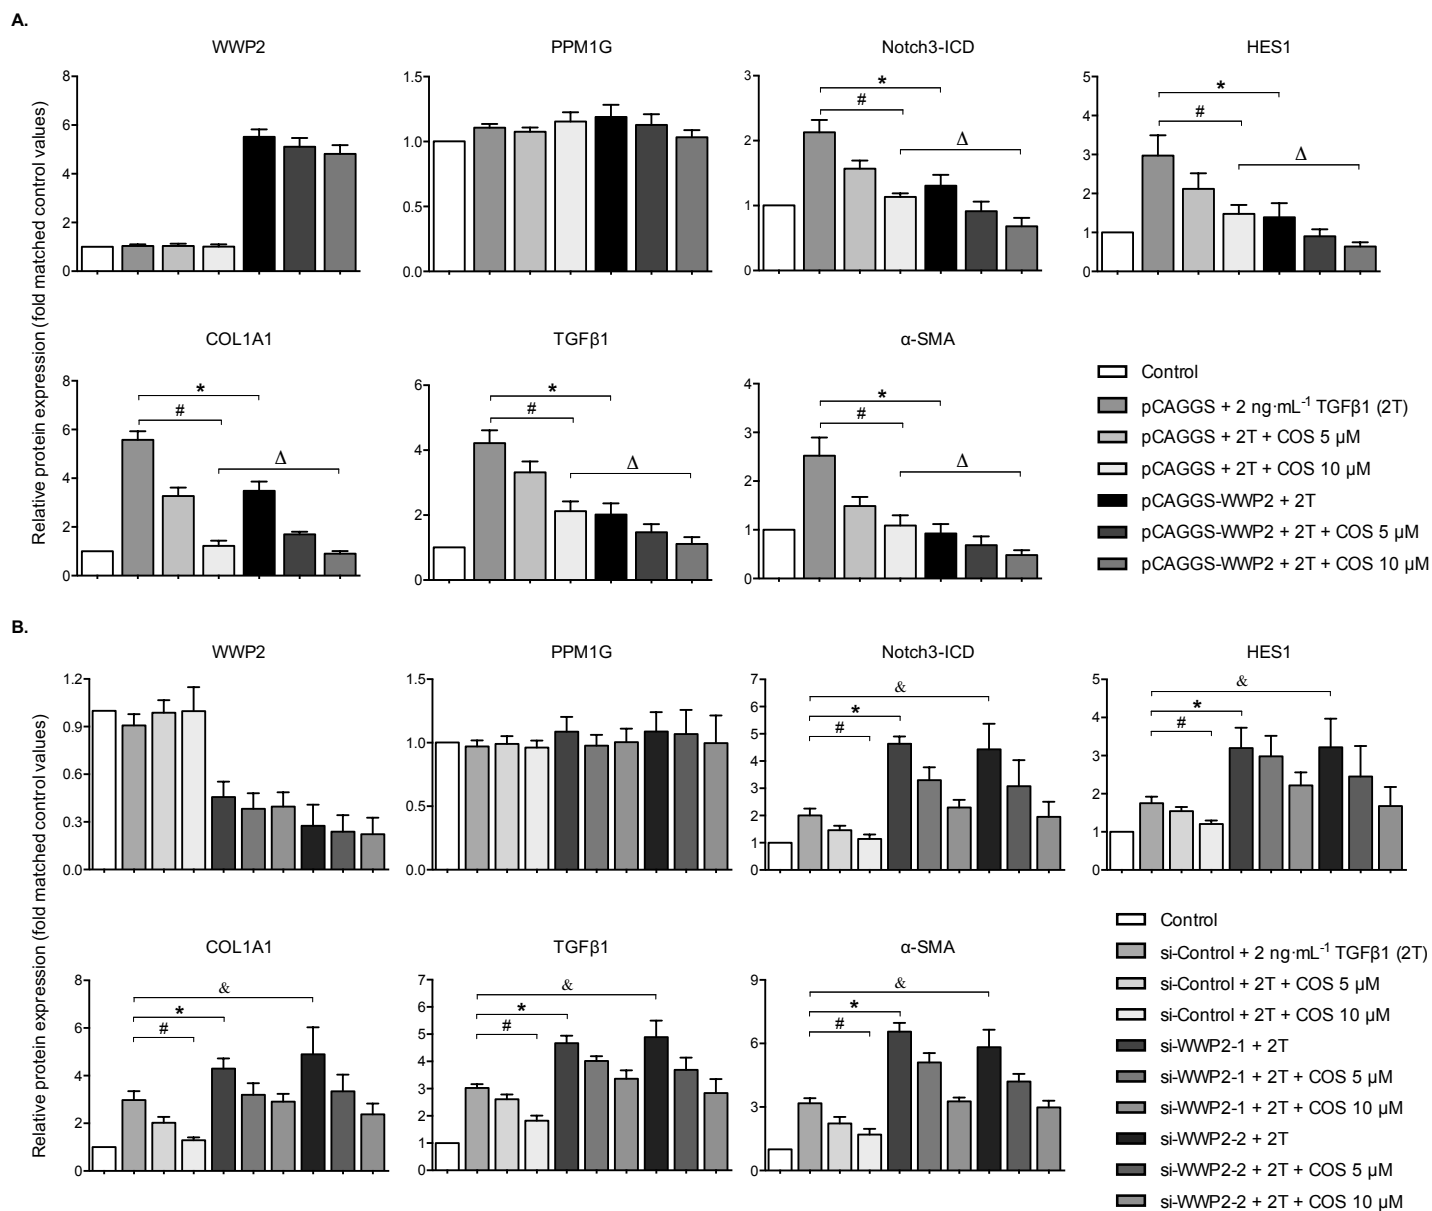 A.
WWP2
PPM1G
Notch3-ICD
HES1
Relative protein expression (fold matched control values)
8
6
4
2
0
1.5
1.0
0.5
0.0
3
2
1
0
*
#
Δ
5
4
3
2
1
0
*
#
Δ
COL1A1
TGFβ1
α-SMA
8
6
4
2
0
*
#
Δ
6
4
2
0
*
#
Δ
4
3
2
1
0
*
#
Δ
Control
pCAGGS + 2 ng·mL⁻¹ TGFβ1 (2T)
pCAGGS + 2T + COS 5 μM
pCAGGS + 2T + COS 10 μM
pCAGGS-WWP2 + 2T
pCAGGS-WWP2 + 2T + COS 5 μM
pCAGGS-WWP2 + 2T + COS 10 μM
B.
WWP2
PPM1G
Notch3-ICD
HES1
Relative protein expression (fold matched control values)
1.2
0.9
0.6
0.3
0.0
1.5
1.0
0.5
0.0
7
6
5
4
3
2
1
0
&
*
#
5
4
3
2
1
0
&
*
#
COL1A1
TGFβ1
α-SMA
8
6
4
2
0
&
*
#
7
6
5
4
3
2
1
0
&
*
#
9
6
3
0
&
*
#
Control
si-Control + 2 ng·mL⁻¹ TGFβ1 (2T)
si-Control + 2T + COS 5 μM
si-Control + 2T + COS 10 μM
si-WWP2-1 + 2T
si-WWP2-1 + 2T + COS 5 μM
si-WWP2-1 + 2T + COS 10 μM
si-WWP2-2 + 2T
si-WWP2-2 + 2T + COS 5 μM
si-WWP2-2 + 2T + COS 10 μM